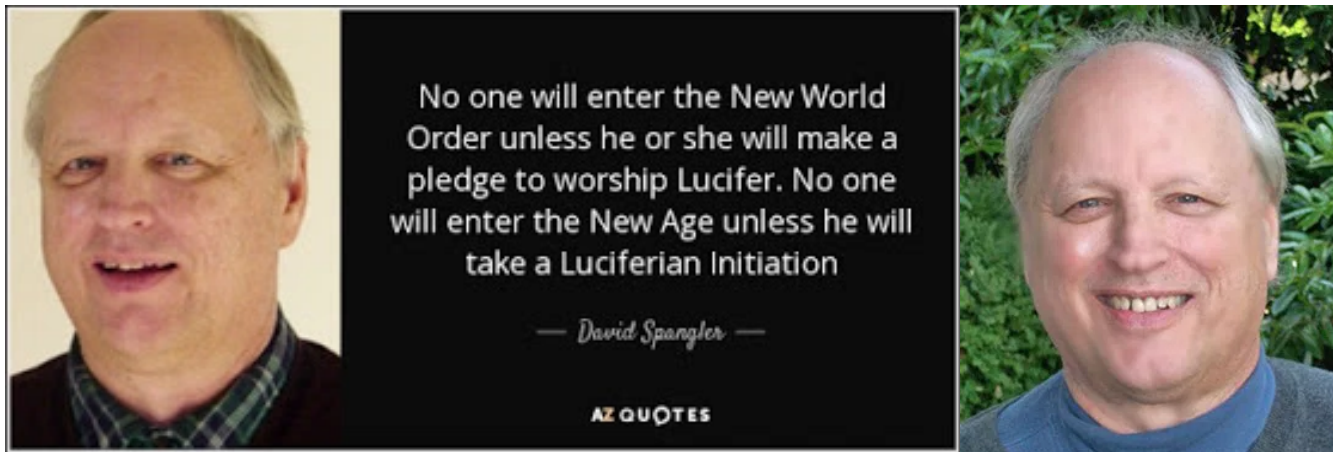 No one will enter the New World
Order unless he or she will make a
pledge to worship Lucifer. No one
will enter the New Age unless he will
take a Luciferian Initiation
— David Spangler —
AZ QUOTES